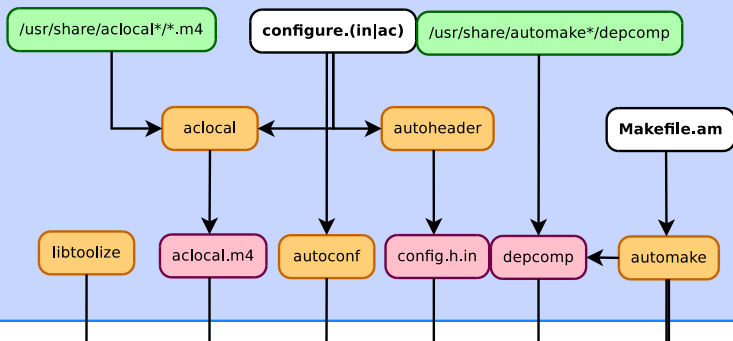 /usr/share/aclocal*/*.m4
configure.(in|ac)
/usr/share/automake*/depcomp
aclocal
autoheader
Makefile.am
libtoolize
aclocal.m4
autoconf
config.h.in
depcomp
automake